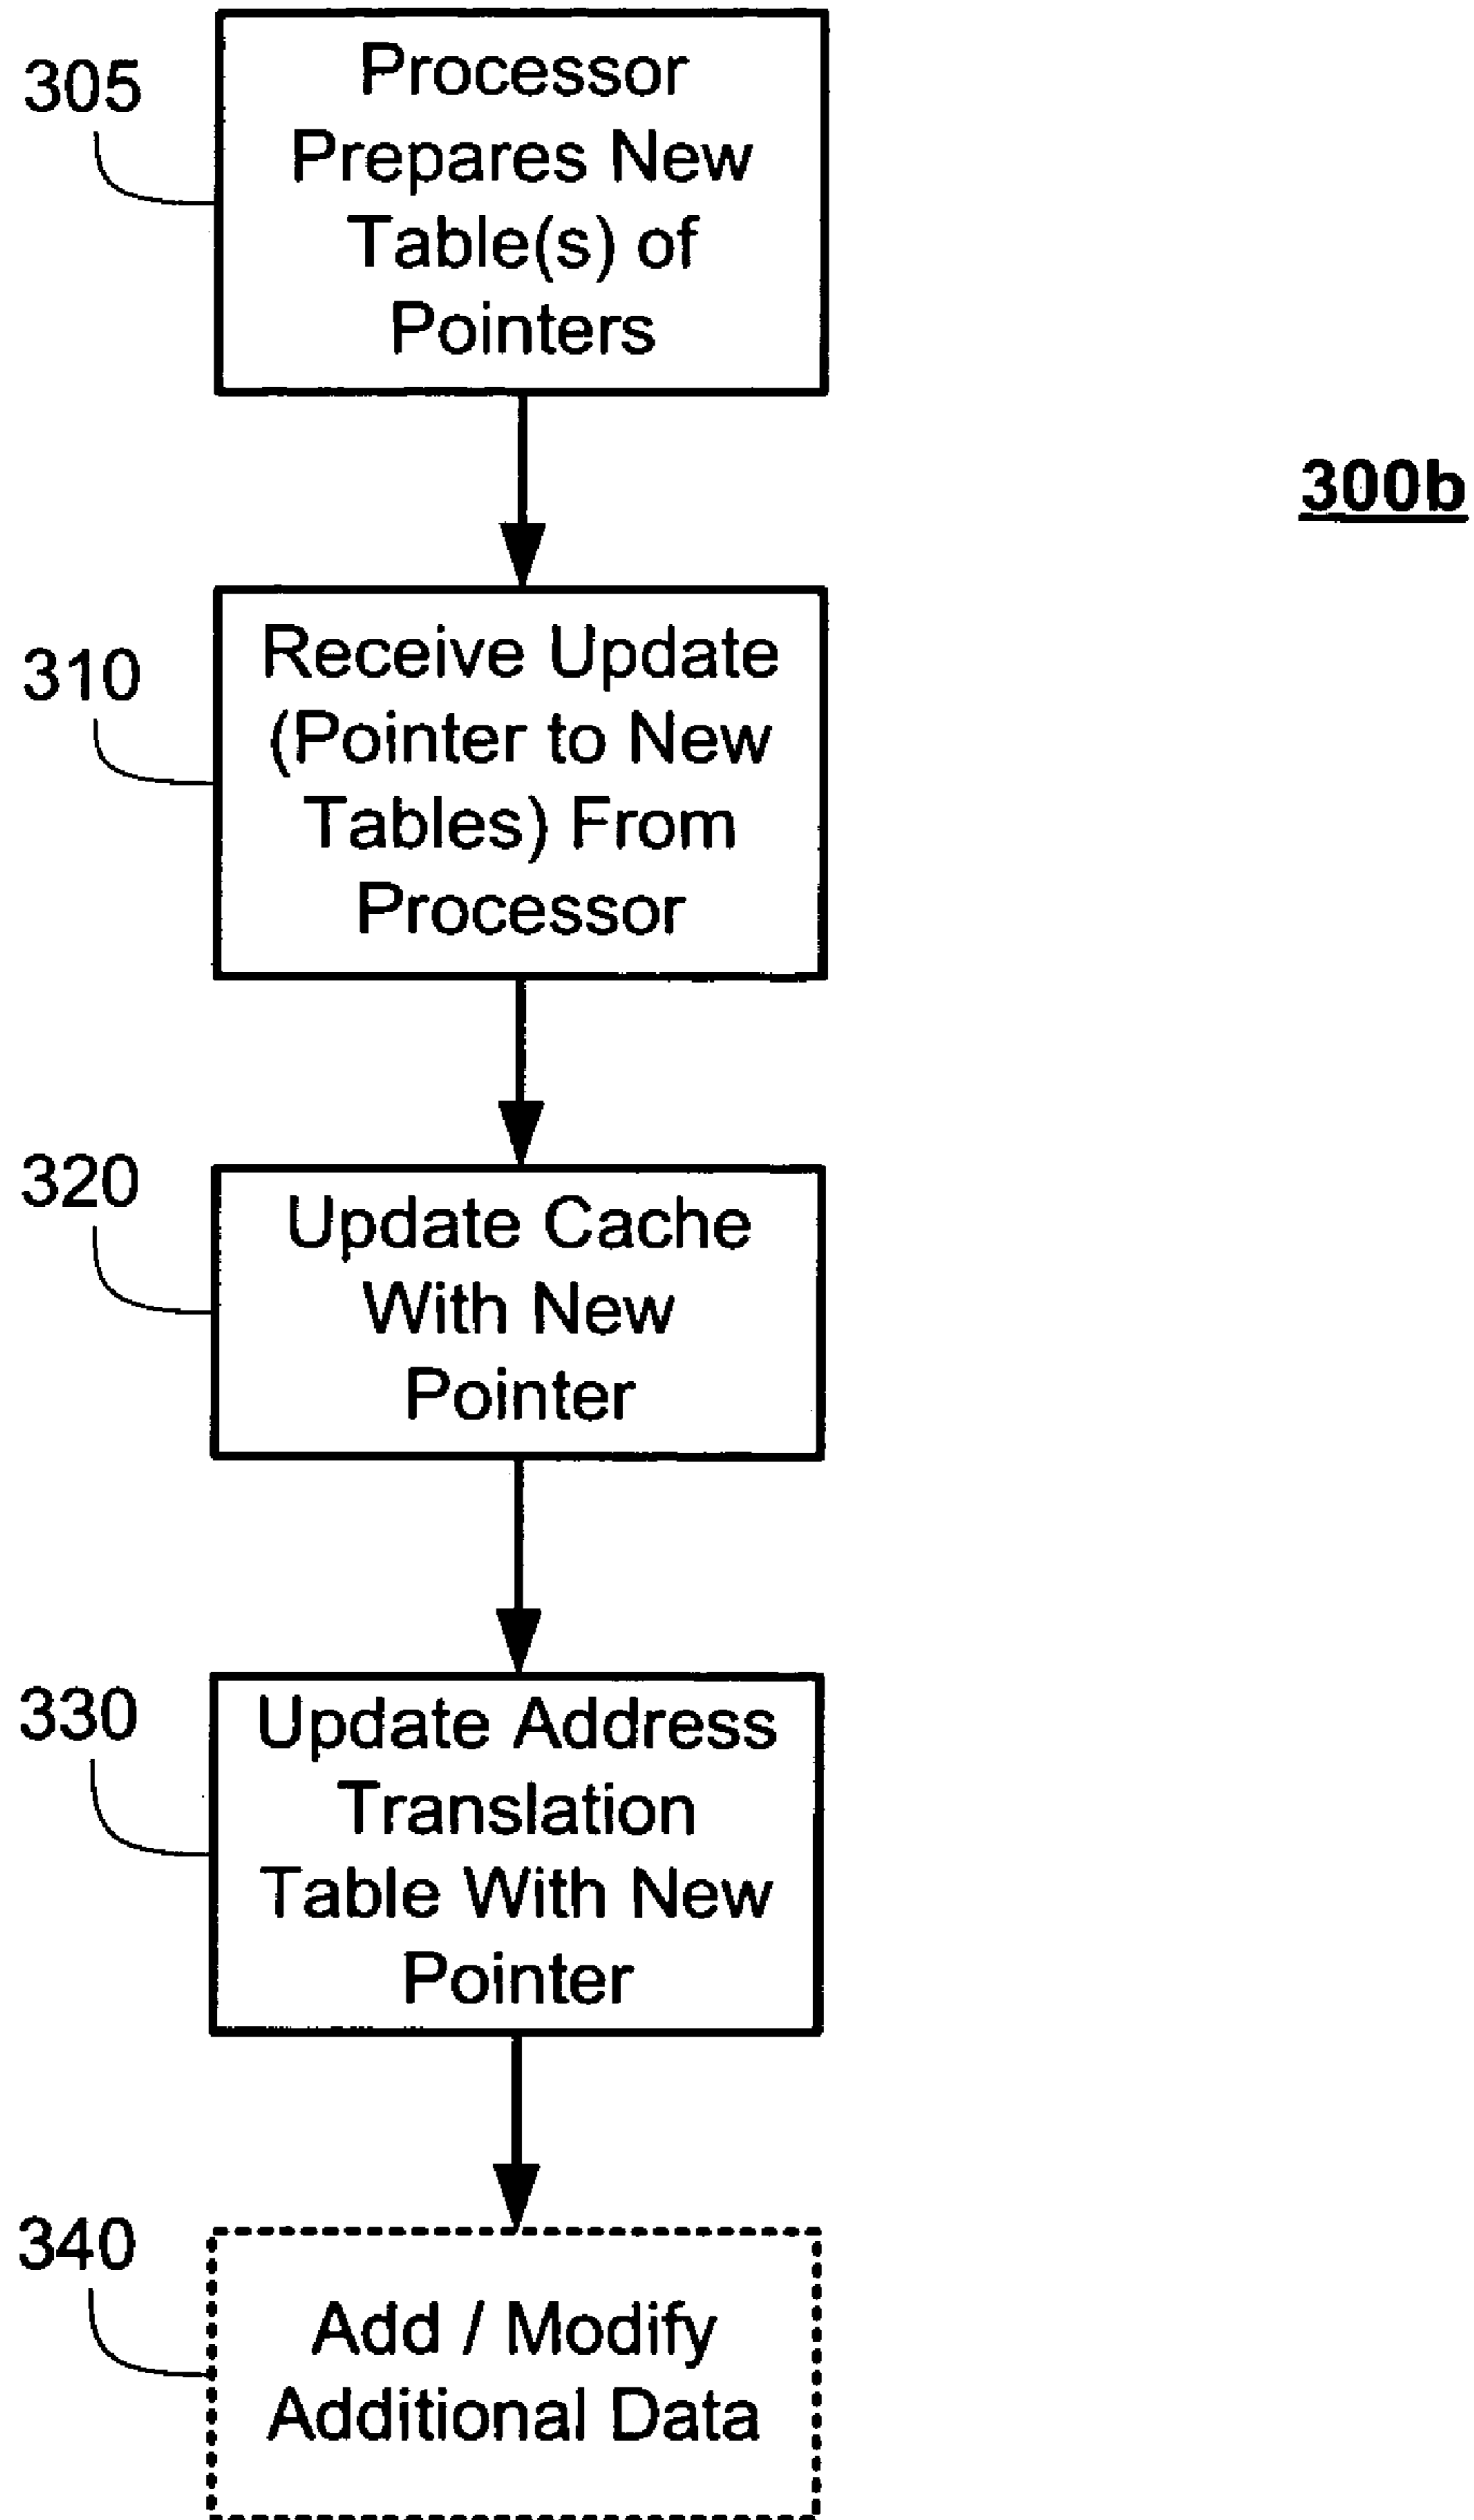 305
Processor
Prepares New
Table(s) of
Pointers
300b
310
Receive Update
(Pointer to New
Tables) From
Processor
320
Update Cache
With New
Pointer
330
Update Address
Translation
Table With New
Pointer
340
Add / Modify
Additional Data